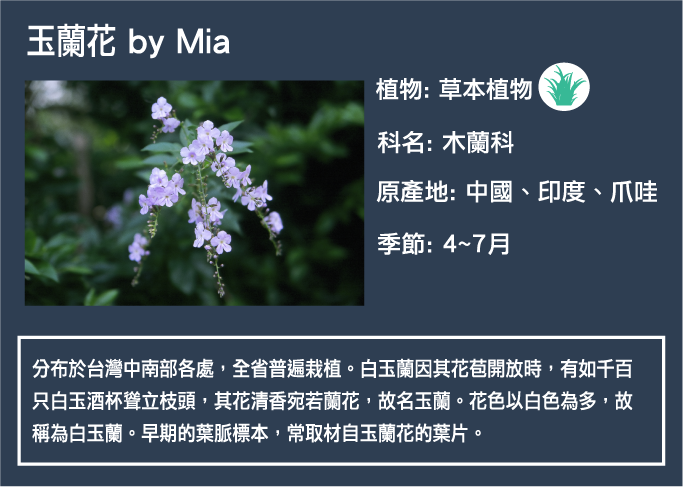 玉蘭花 by Mia
植物: 草本植物
科名: 木蘭科
原產地: 中國、印度、爪哇
季節: 4~7月
分布於台灣中南部各處，全省普遍栽植。白玉蘭因其花苞開放時，有如千百
只白玉酒杯聳立枝頭，其花清香宛若蘭花，故名玉蘭。花色以白色為多，故
稱為白玉蘭。早期的葉脈標本，常取材自玉蘭花的葉片。